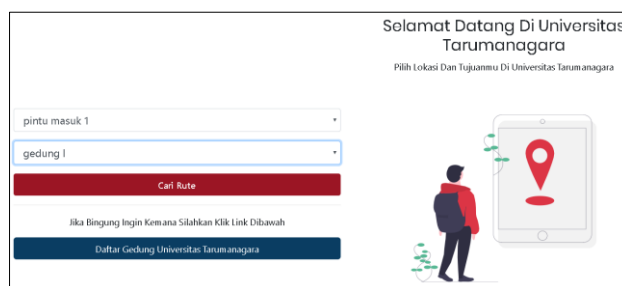 Selamat Datang Di Universitas
Tarumanagara
Pilih Lokasi Dan Tujuanmu Di Universitas Tarumanagara
pintu masuk 1
gedung l
Cari Rute
Jika Bingung Ingin Kemana Silahkan Klik Link Dibawah
Daftar Gedung Universitas Tarumanagara